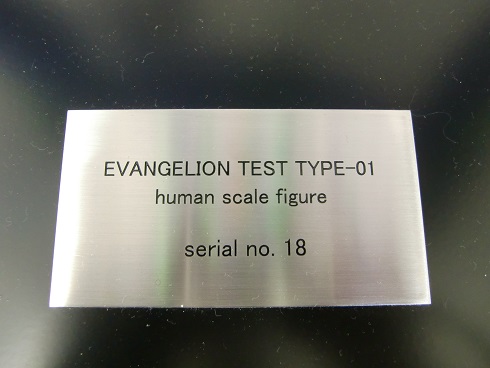 EVANGELION TEST TYPE-01
human scale figure
serial no. 18